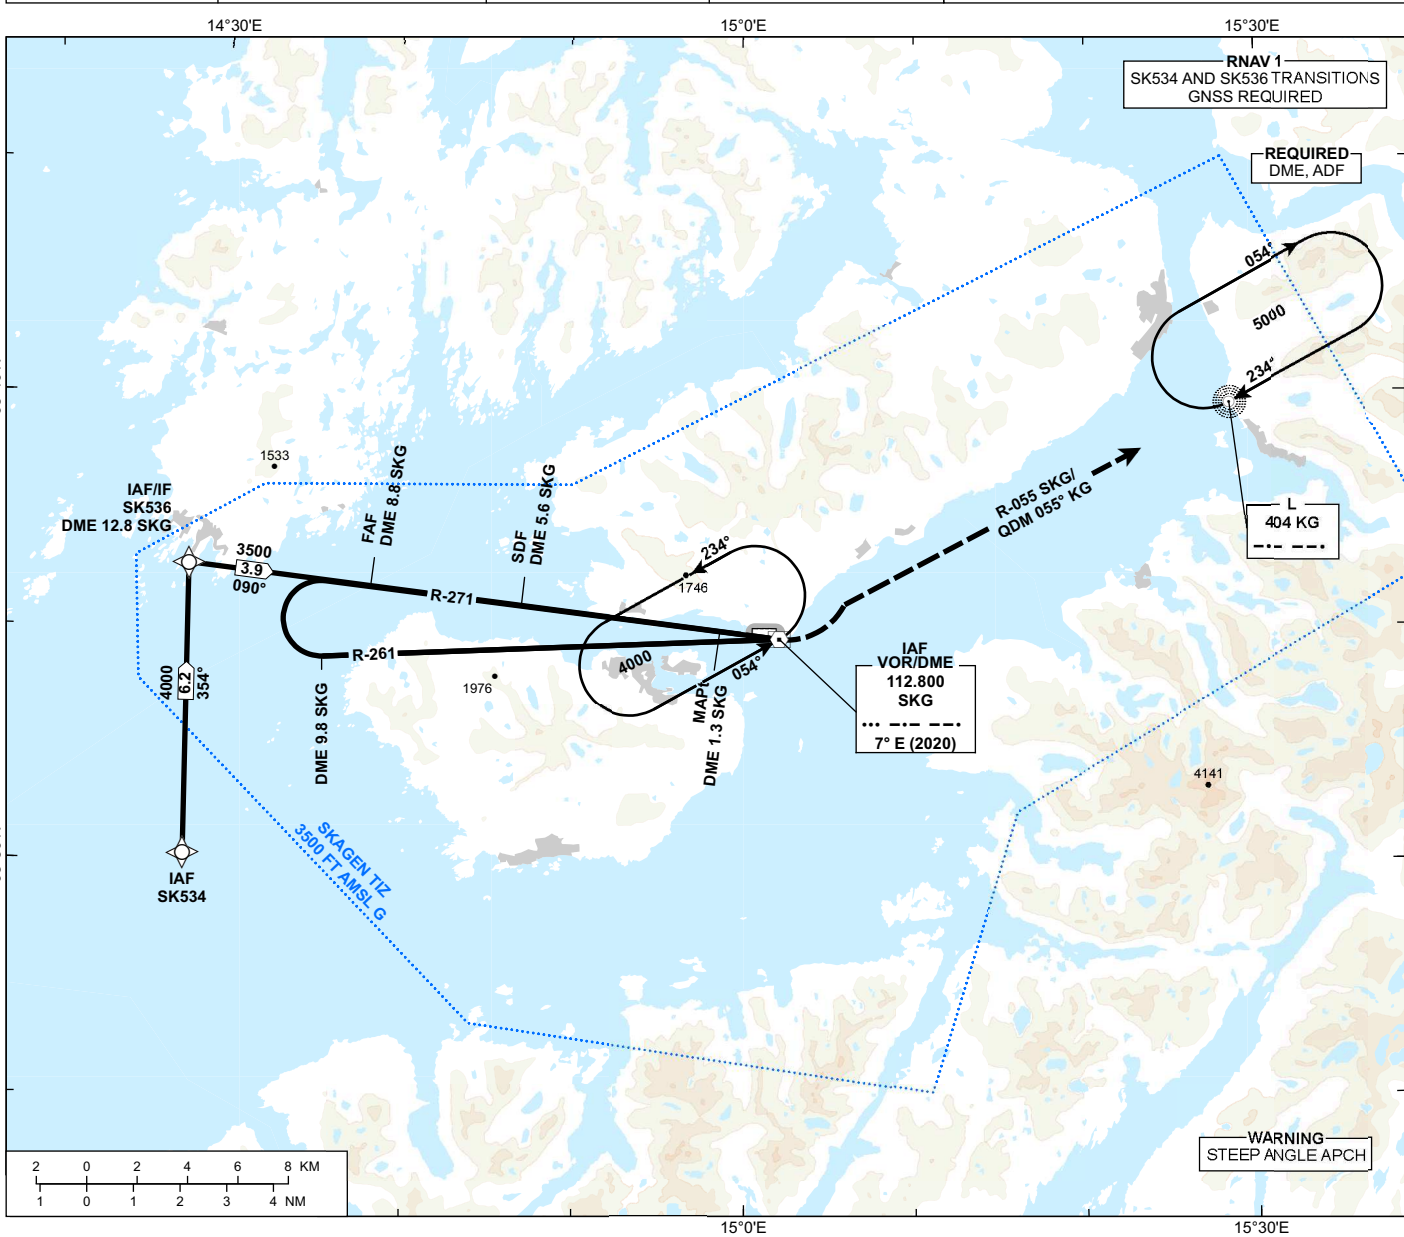 14°30'E
15°0'E
15°30'E
RNAV 1
SK534 AND SK536 TRANSITIONS
GNSS REQUIRED
REQUIRED
DME, ADF
054°
5000
234°
1533
IAF/IF
SK536
DME 12.8 SKG
FAF
DME 8.8 SKG
SDF
DME 5.6 SKG
R-055 SKG/
QDM 055° KG
L
404 KG
3500
3.9
090°
234°
1746
R-271
R-261
4000
054°
IAF
VOR/DME
112.800
SKG
7° E (2020)
4000
6.2
354°
1976
DME 9.8 SKG
MAPt
DME 1.3 SKG
4141
SKAGEN TIZ
3500 FT AMSL G
IAF
SK534
WARNING
STEEP ANGLE APCH
2 0 2 4 6 8 KM
1 0 1 2 3 4 NM
15°0'E
15°30'E